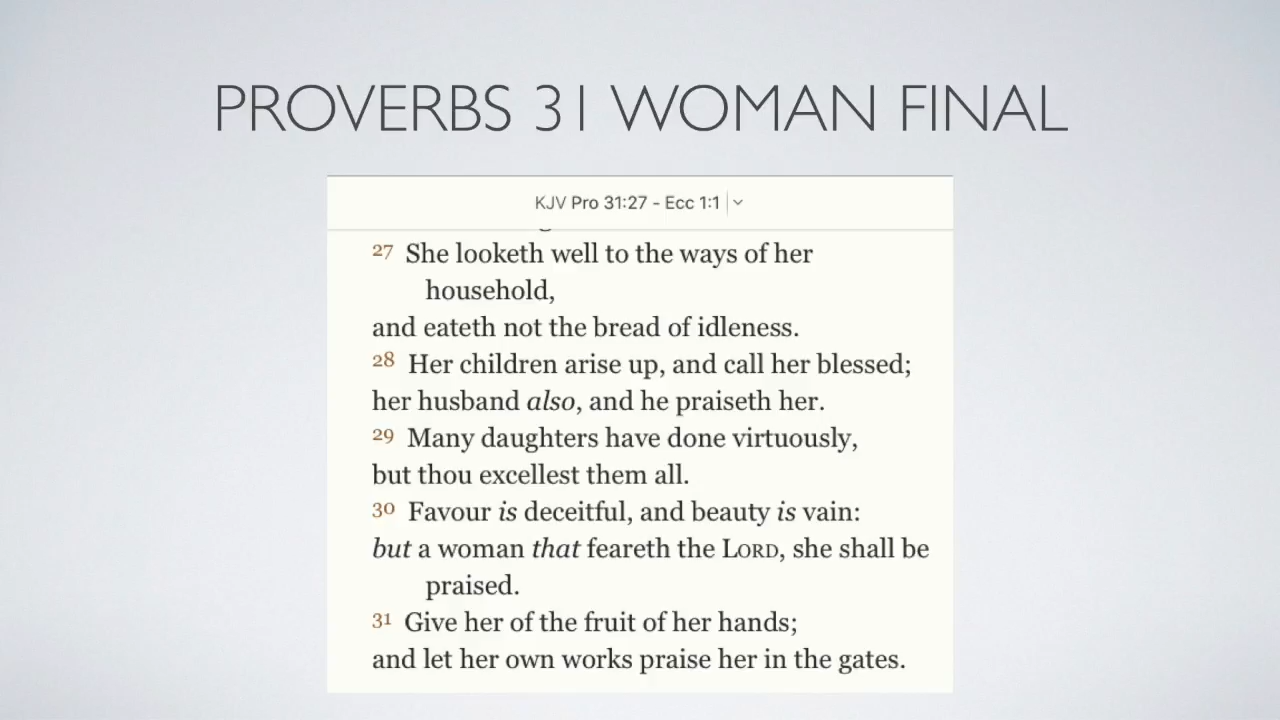 PROVERBS 31 WOMAN FINAL
KJV Pro 31:27 - Ecc 1:1
27 She looketh well to the ways of her
household,
and eateth not the bread of idleness.
28 Her children arise up, and call her blessed;
her husband also, and he praiseth her.
29 Many daughters have done virtuously,
but thou excellest them all.
30 Favour is deceitful, and beauty is vain:
but a woman that feareth the LORD, she shall be
praised.
31 Give her of the fruit of her hands;
and let her own works praise her in the gates.